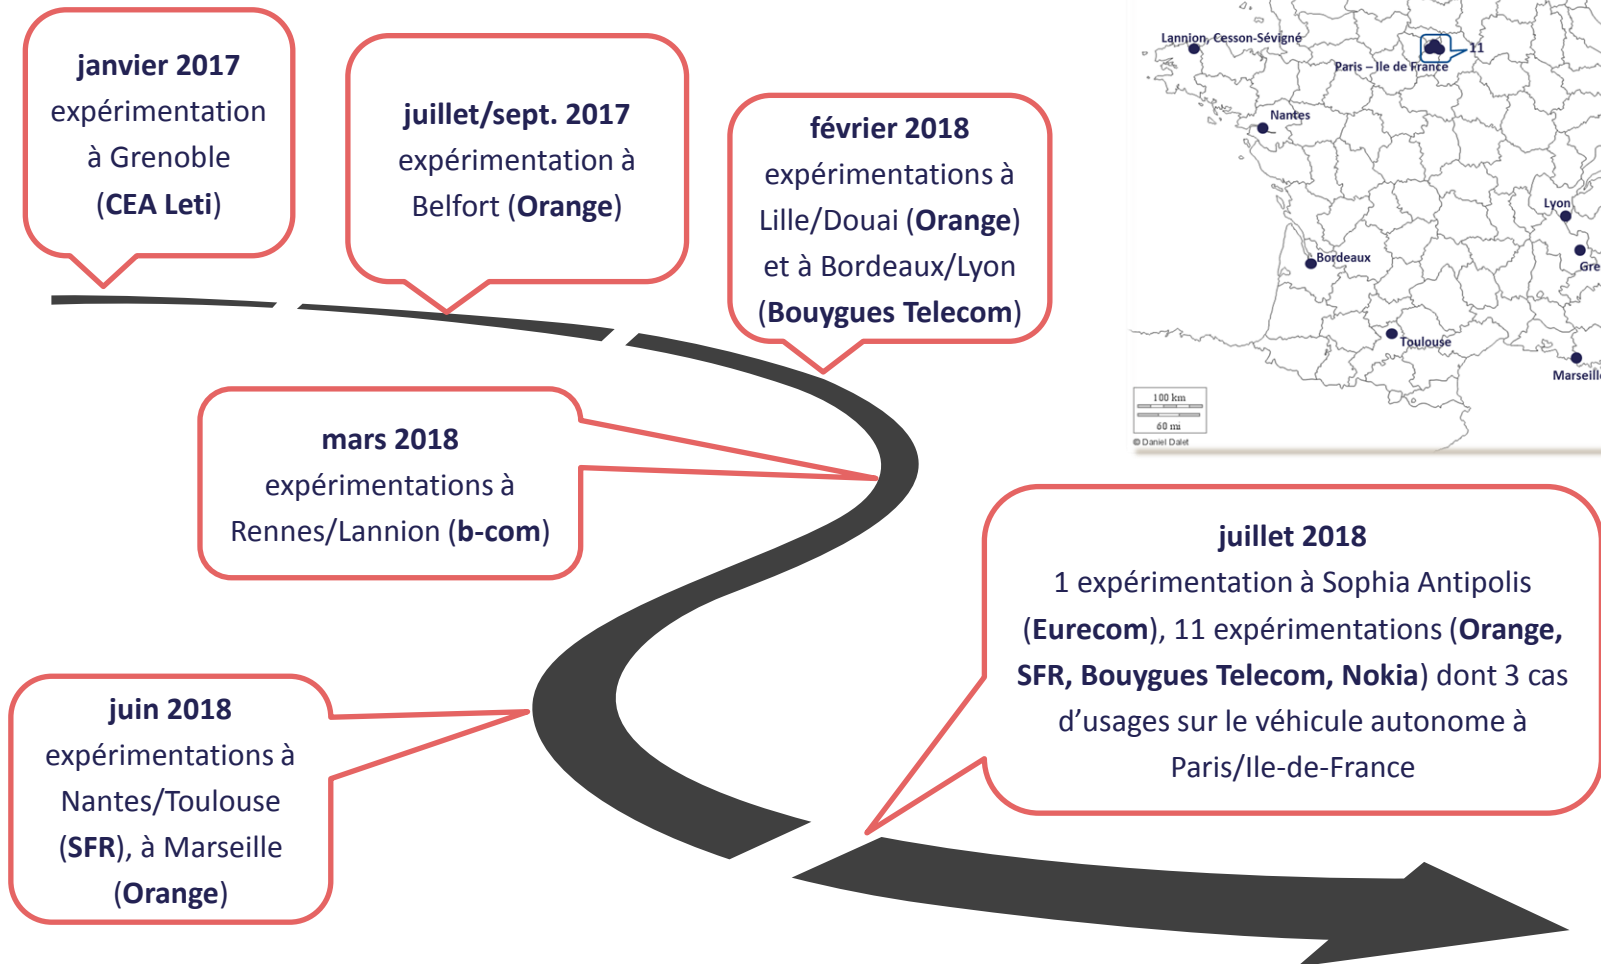 janvier 2017
expérimentation
à Grenoble
(CEA Leti)
juillet/sept. 2017
expérimentation à
Belfort (Orange)
février 2018
expérimentations à
Lille/Douai (Orange)
et à Bordeaux/Lyon
(Bouygues Telecom)
mars 2018
expérimentations à
Rennes/Lannion (b-com)
juin 2018
expérimentations à
Nantes/Toulouse
(SFR), à Marseille
(Orange)
juillet 2018
1 expérimentation à Sophia Antipolis
(Eurecom), 11 expérimentations (Orange,
SFR, Bouygues Telecom, Nokia) dont 3 cas
d’usages sur le véhicule autonome à
Paris/Ile-de-France
Lannion, Cesson-Sévigné
11
Paris – Ile de France
Nantes
Lyon
Gre
Bordeaux
Toulouse
Marseille
100 km
60 mi
© Daniel Dalet